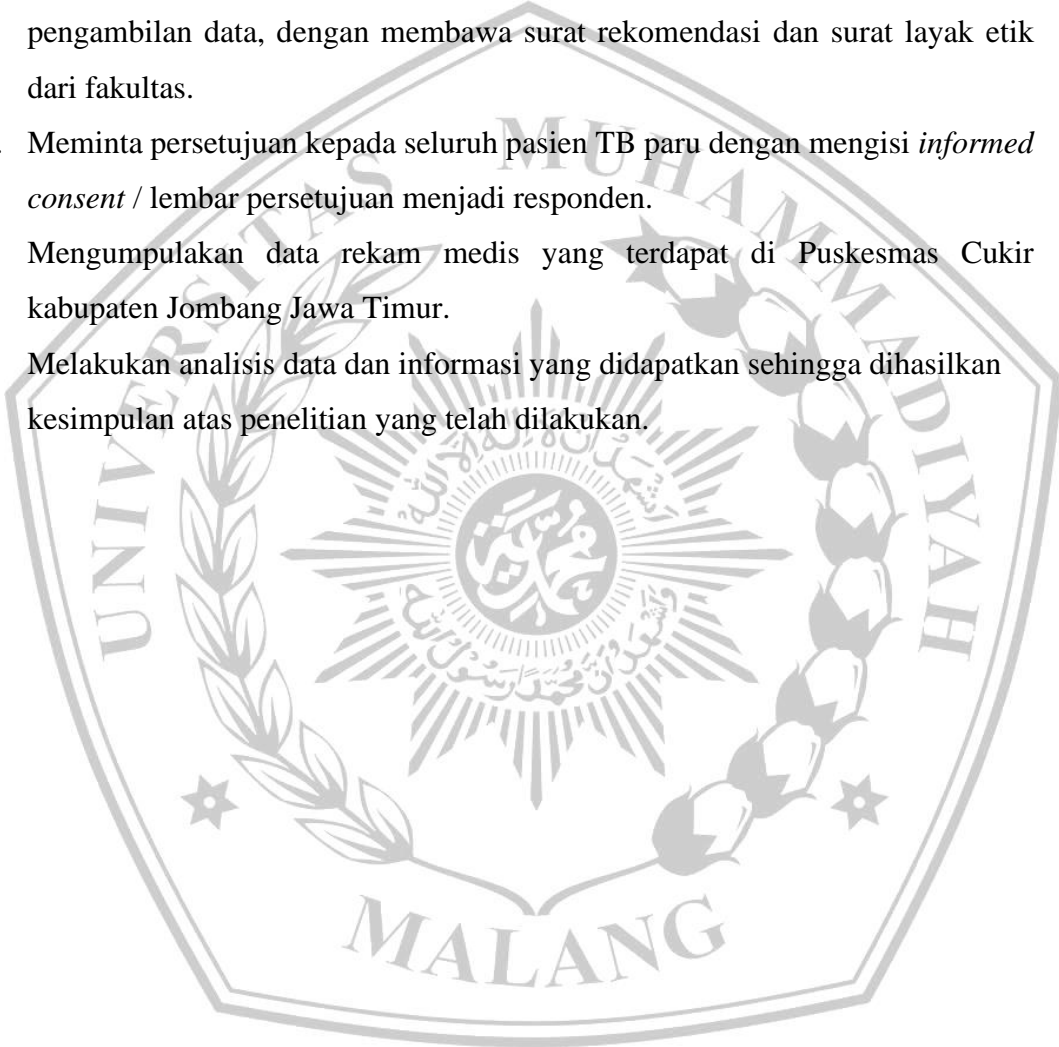 pengambilan data, dengan membawa surat rekomendasi dan surat layak etik
dari fakultas.
Meminta persetujuan kepada seluruh pasien TB paru dengan mengisi informed
consent / lembar persetujuan menjadi responden.
Mengumpulakan data rekam medis yang terdapat di Puskesmas Cukir
kabupaten Jombang Jawa Timur.
Melakukan analisis data dan informasi yang didapatkan sehingga dihasilkan
kesimpulan atas penelitian yang telah dilakukan.
UNIVERSITAS MUHAMMADIYAH
MALANG